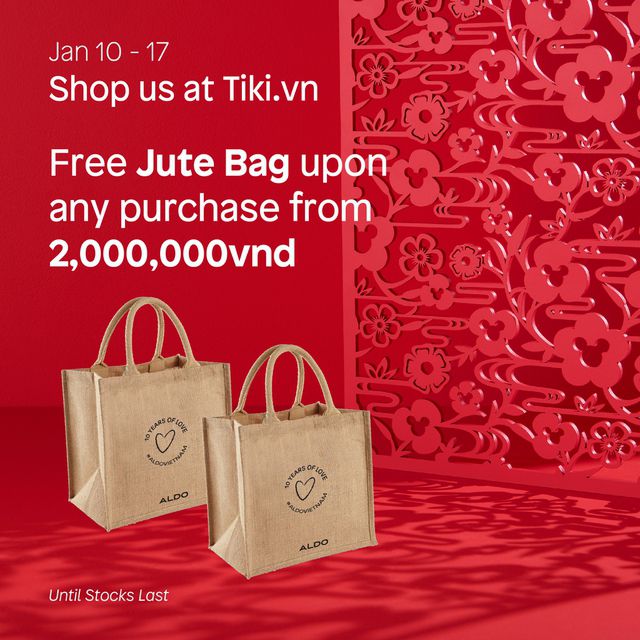 Jan 10 - 17
Shop us at Tiki.vn
Free Jute Bag upon
any purchase from
2,000,000vnd
10 YEARS OF LOVE
#ALDOVIETNAM
ALDO
10 YEARS OF LOVE
#ALDOVIETNAM
ALDO
Until Stocks Last